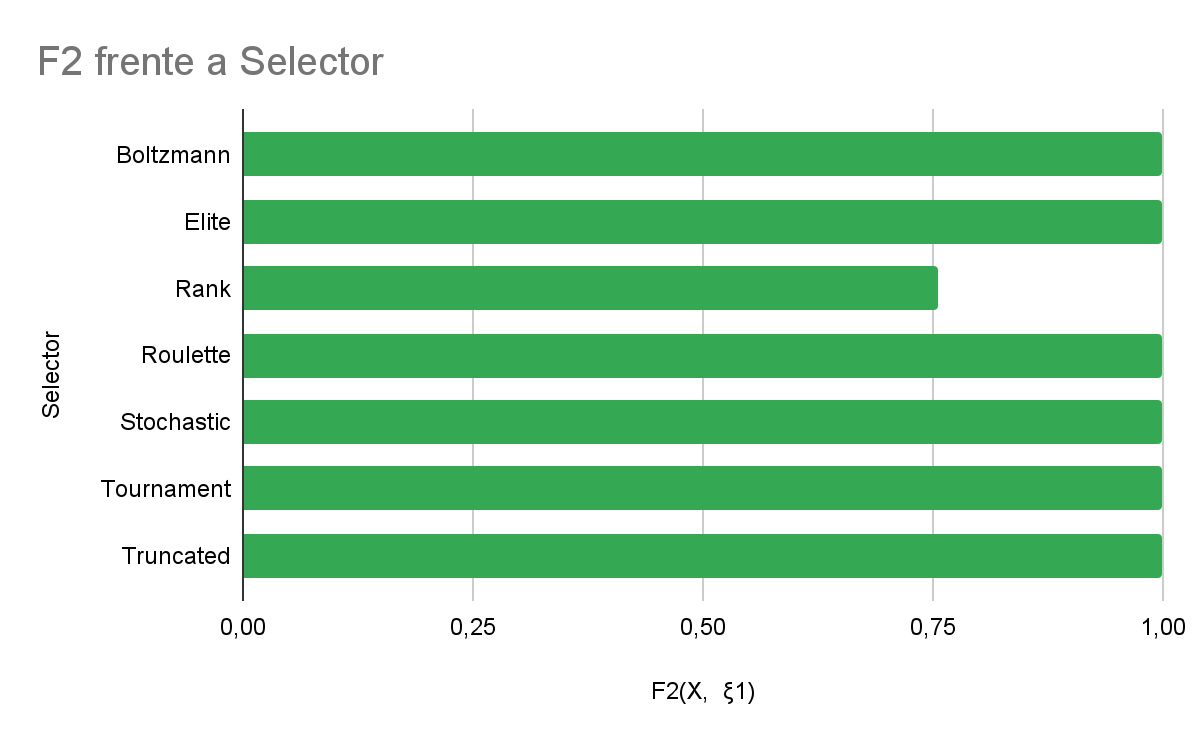 F2 frente a Selector
Selector
Boltzmann
Elite
Rank
Roulette
Stochastic
Tournament
Truncated
0,00 0,25 0,50 0,75 1,00
F2(X, ξ1)